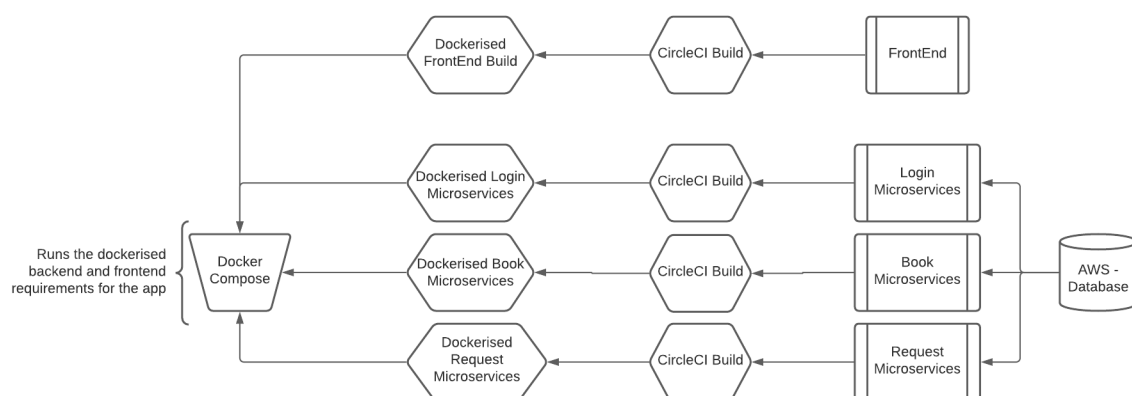 Dockerised
FrontEnd Build
CircleCI Build
FrontEnd
Dockerised Login
Microservices
CircleCI Build
Login
Microservices
Runs the dockerised
backend and frontend
requirements for the app
Docker
Compose
Dockerised Book
Microservices
CircleCI Build
Book
Microservices
AWS -
Database
Dockerised
Request
Microservices
CircleCI Build
Request
Microservices